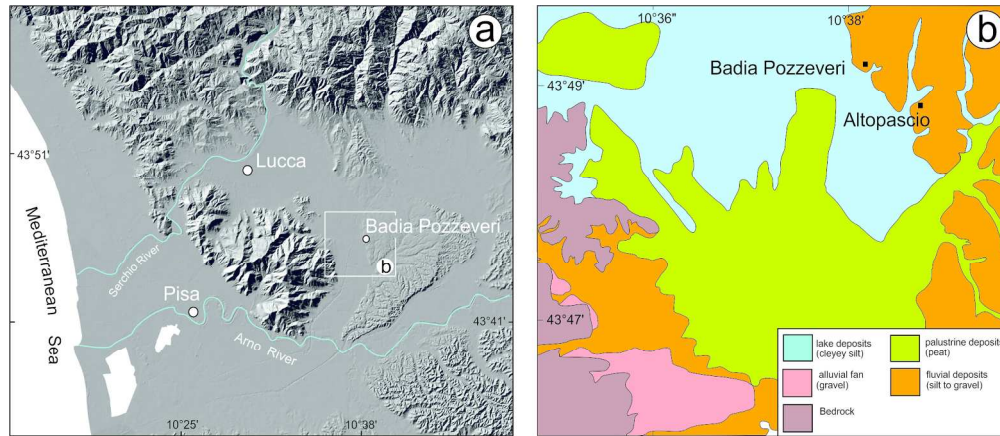 a
43°51'
Lucca
Mediterranean Sea
Serchio River
Badia Pozzeveri
b
Pisa
Arno River
43°41'
10°25'
10°38'
b
10°36"
10°38'
Badia Pozzeveri
43°49'
Altopascio
43°47'
lake deposits
(cleyey silt)
palustrine deposits
(peat)
alluvial fan
(gravel)
fluvial deposits
(silt to gravel)
Bedrock